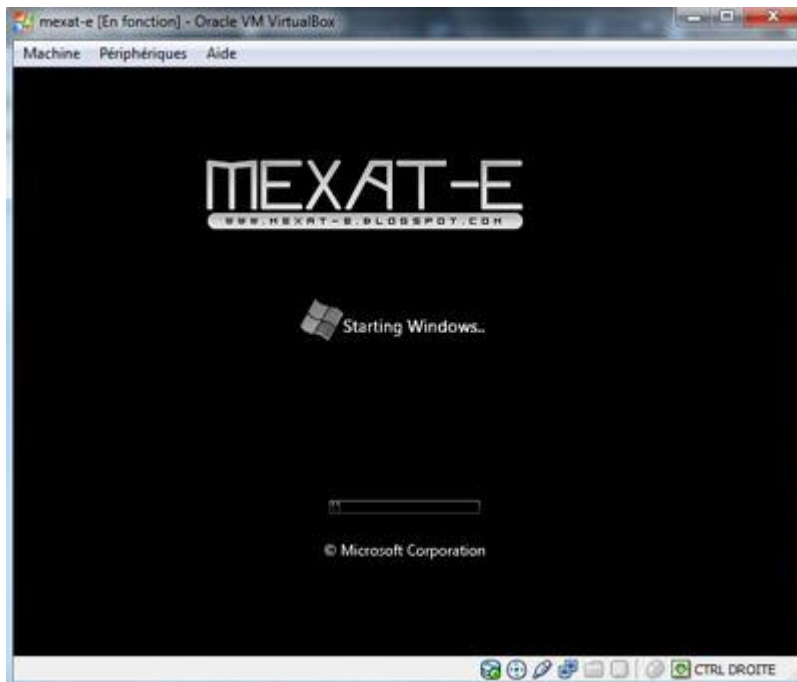 mexat-e [En fonction] - Oracle VM VirtualBox
Machine Périphériques Aide
MEXAT-E
WWW.MEXAT-E.BLOGSPOT.COM
Starting Windows..
© Microsoft Corporation
CTRL DROITE